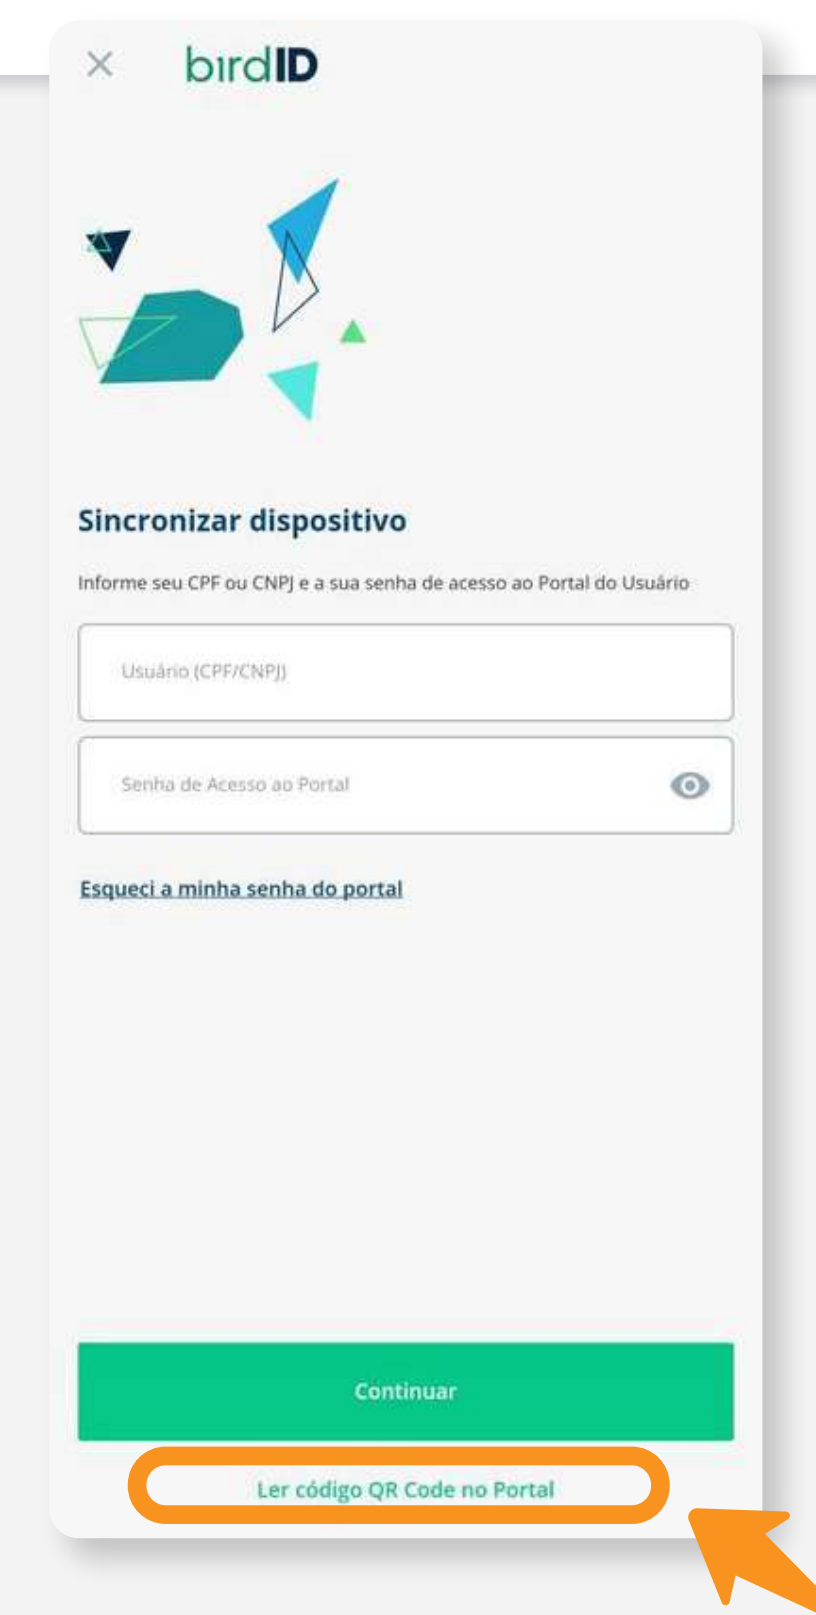 birdID
Sincronizar dispositivo
Informe seu CPF ou CNPJ e a sua senha de acesso ao Portal do Usuário
Usuário (CPF/CNPJ)
Senha de Acesso ao Portal
Esqueci a minha senha do portal
Continuar
Ler código QR Code no Portal